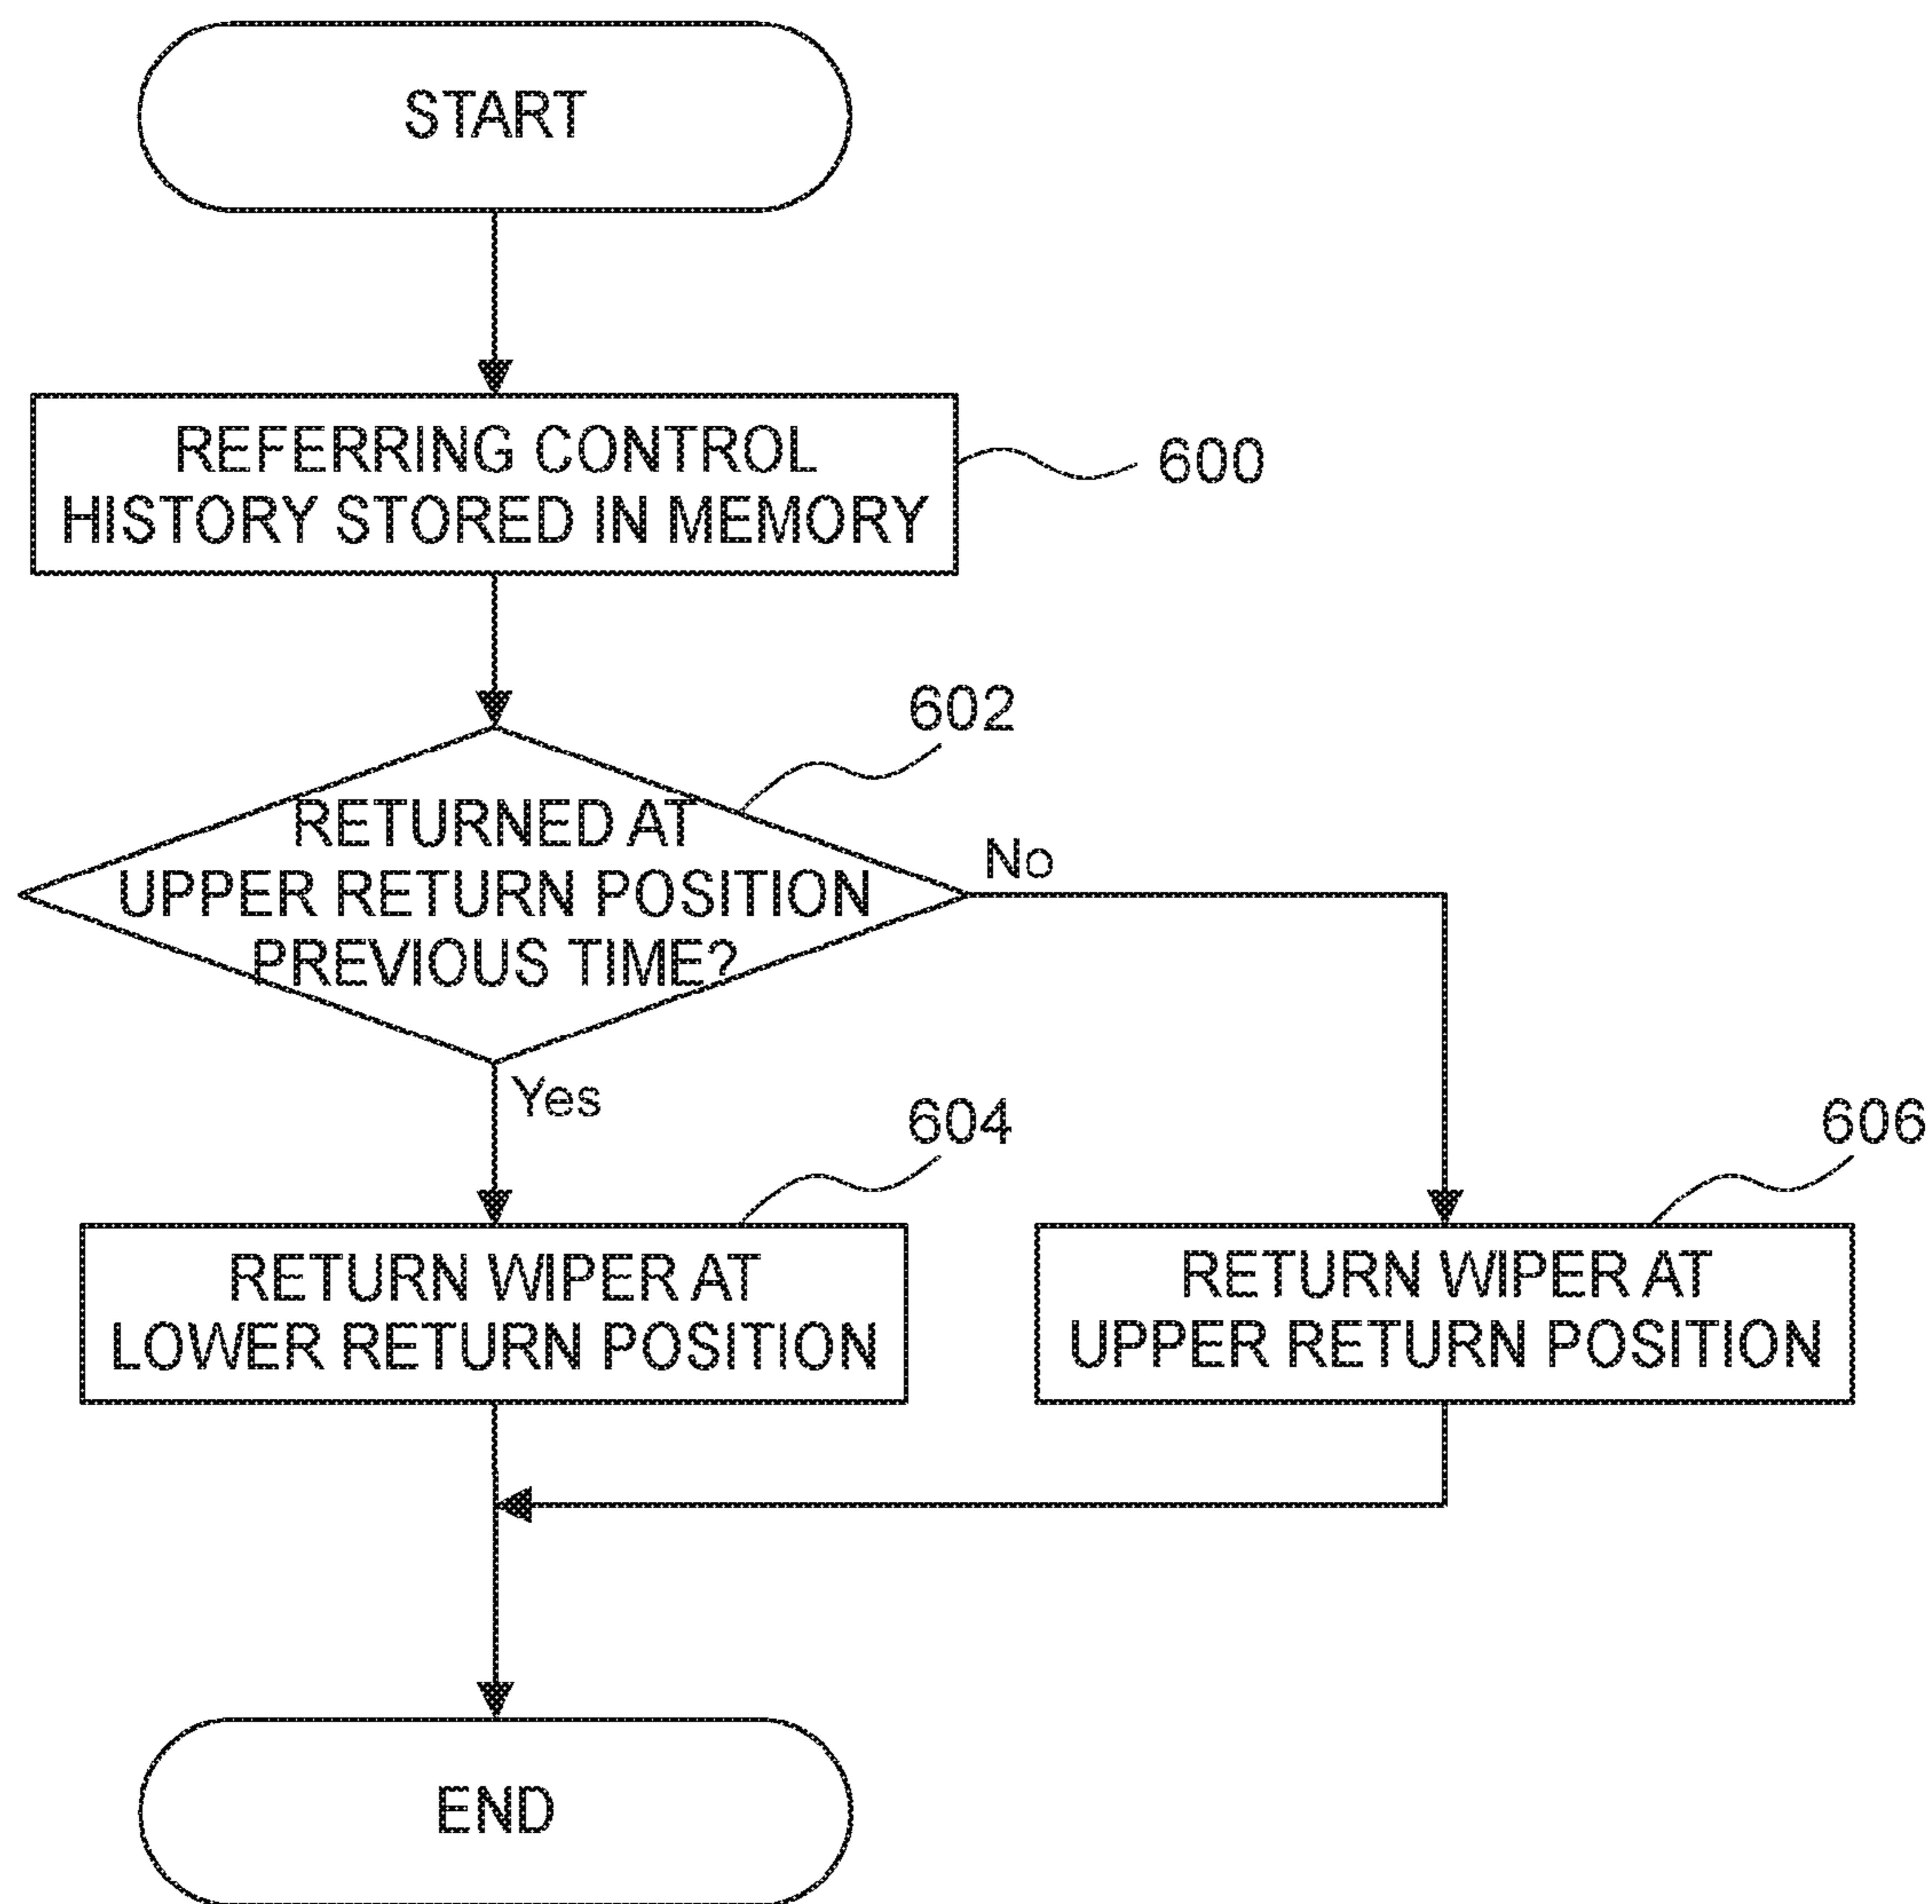 START
REFERRING CONTROL
HISTORY STORED IN MEMORY
600
602
RETURNED AT
UPPER RETURN POSITION
PREVIOUS TIME?
No
Yes
604
606
RETURN WIPER AT
LOWER RETURN POSITION
RETURN WIPER AT
UPPER RETURN POSITION
END